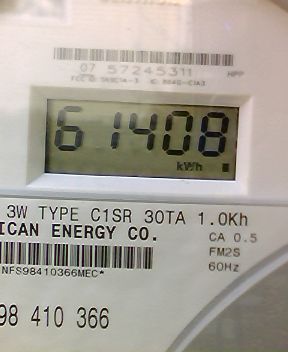 07 57245311 HPP
61408
kWh
3W TYPE C1SR 30TA 1.0Kh
ICAN ENERGY CO.
CA 0.5
FM2S
60Hz
NFS98410366MEC*
98 410 366